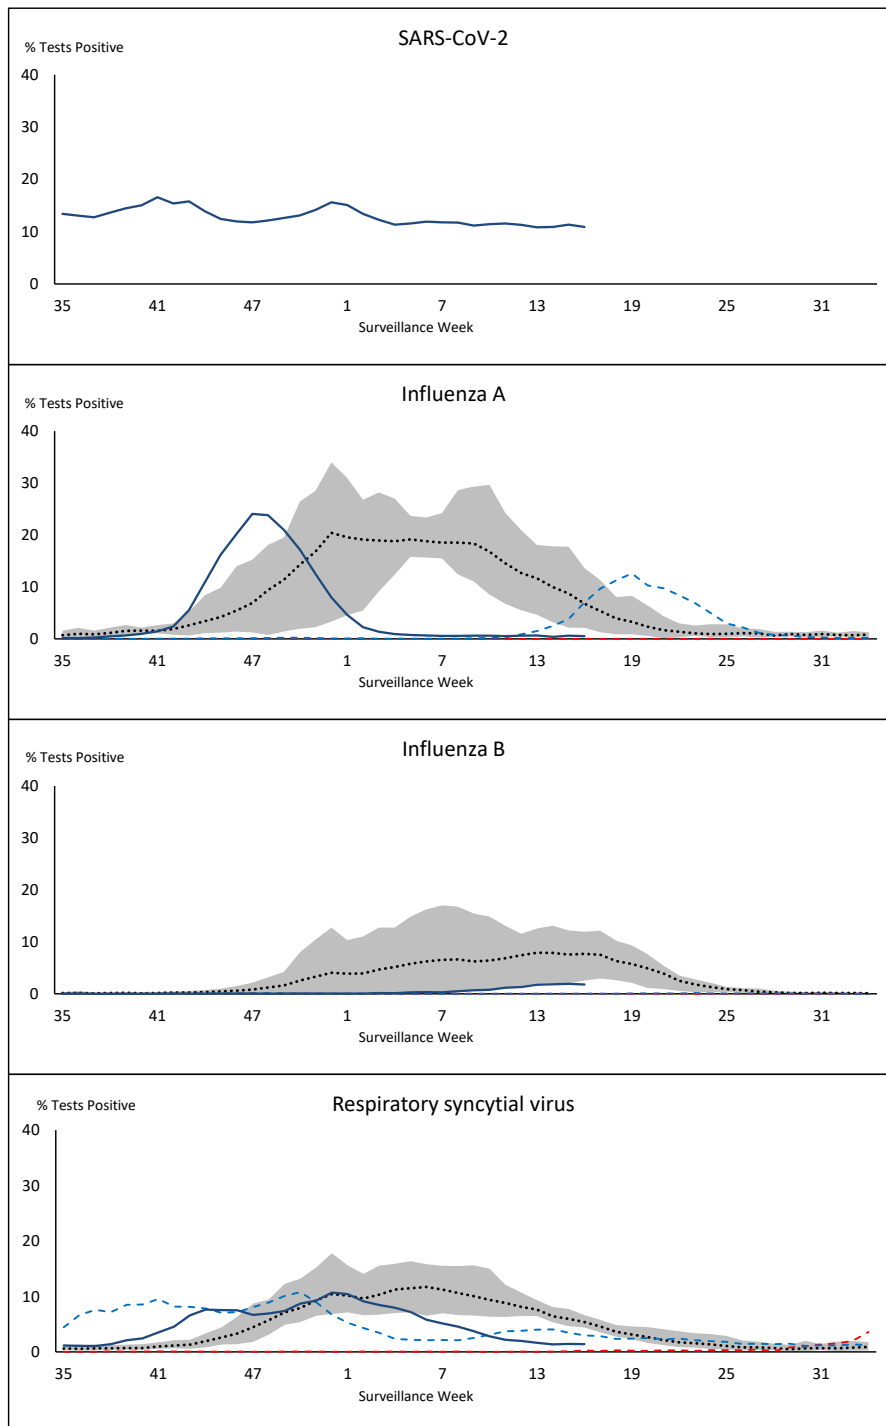 SARS-CoV-2
% Tests Positive
40
30
20
10
0
35 41 47 1 7 13 19 25 31
Surveillance Week
Influenza A
% Tests Positive
40
30
20
10
0
35 41 47 1 7 13 19 25 31
Surveillance Week
Influenza B
% Tests Positive
40
30
20
10
0
35 41 47 1 7 13 19 25 31
Surveillance Week
Respiratory syncytial virus
% Tests Positive
40
30
20
10
0
35 41 47 1 7 13 19 25 31
Surveillance Week